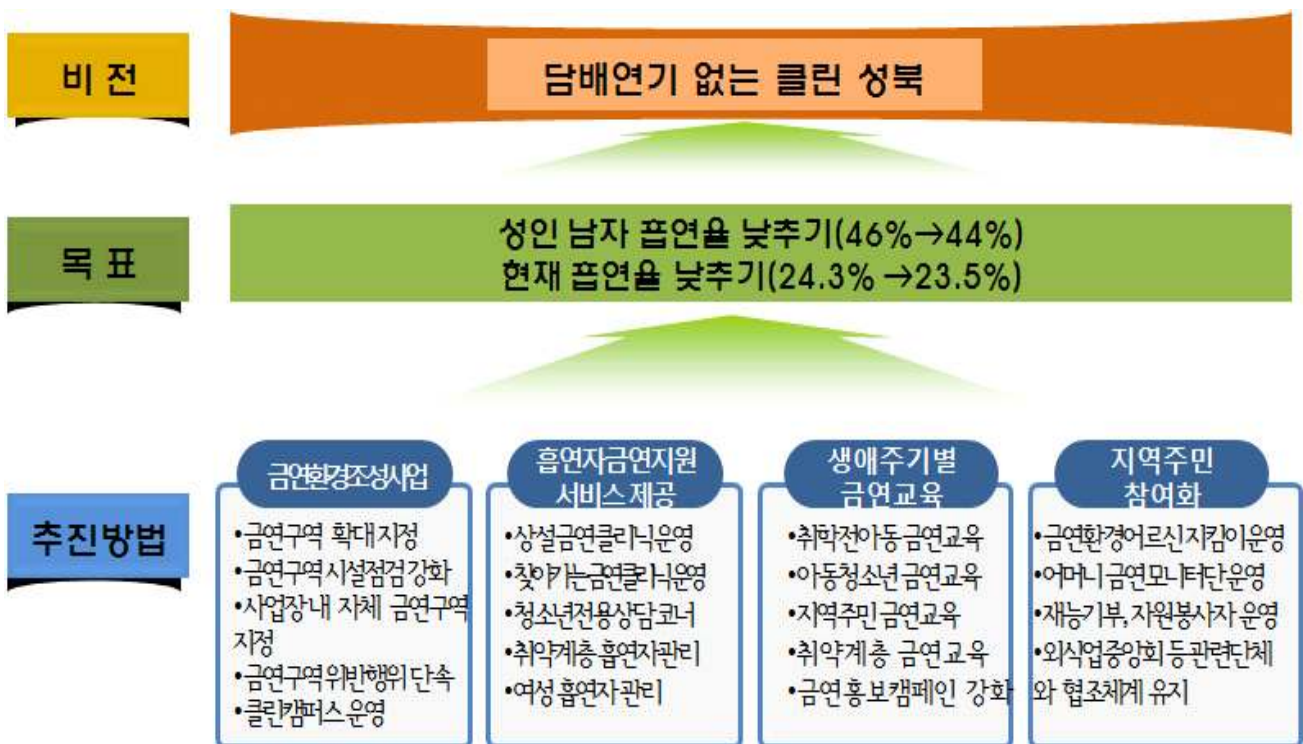 비 전
담배연기 없는 클린 성북
목 표
성인 남자 흡연율 낮추기(46%→44%)
현재 흡연율 낮추기(24.3% →23.5%)
추진방법
금연환경조성사업
•금연구역 확대 지정
•금연구역시설점검강화
•사업장내 자체 금연구역
지정
•금연구역위반행위 단속
•클린캠퍼스 운영
흡연자금연지원
서비스 제공
•상설금연클리닉운영
•찾아가는금연클리닉운영
•청소년전용상담코너
•취약계층 흡연자관리
•여성 흡연자 관리
생애주기별
금연교육
•취학전아동 금연교육
•아동청소년 금연교육
•지역주민 금연교육
•취약계층 금연교육
•금연홍보캠페인 강화
지역주민
참여화
•금연환경어르신지킴이운영
•어머니 금연모니터단 운영
•재능기부, 자원봉사자 운영
•외식업중앙회 등 관련단체
와 협조체계 유지